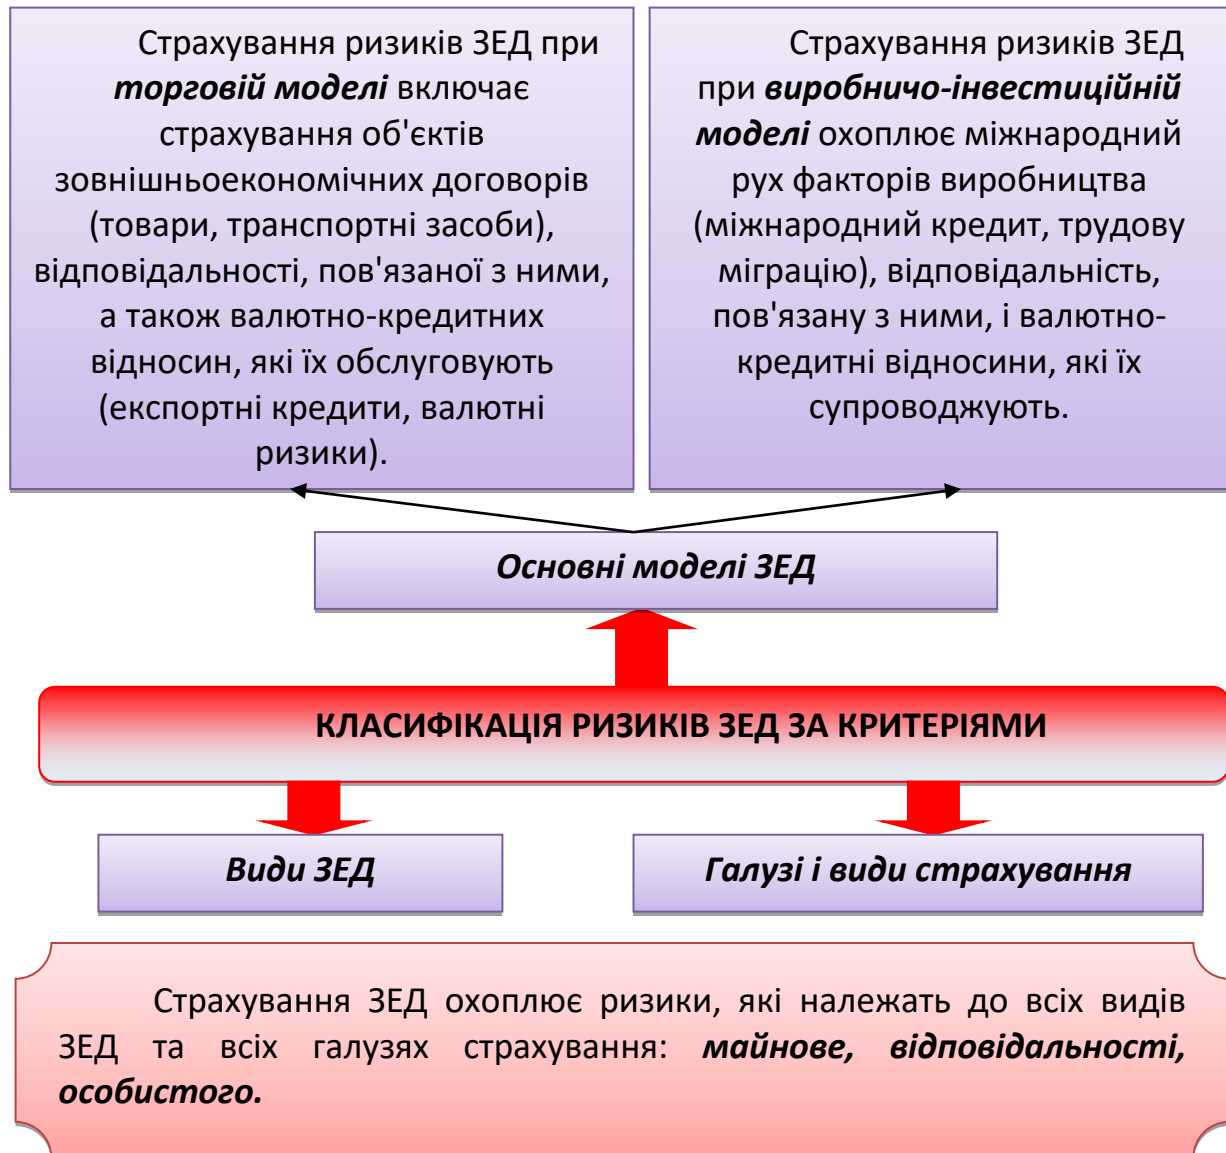 Страхування ризиків ЗЕД при
торговій моделі включає
страхування об'єктів
зовнішньоекономічних договорів
(товари, транспортні засоби),
відповідальності, пов'язаної з ними,
а також валютно-кредитних
відносин, які їх обслуговують
(експортні кредити, валютні
ризики).
Страхування ризиків ЗЕД
при виробничо-інвестиційній
моделі охоплює міжнародний
рух факторів виробництва
(міжнародний кредит, трудову
міграцію), відповідальність,
пов'язану з ними, і валютно-
кредитні відносини, які їх
супроводжують.
Основні моделі ЗЕД
КЛАСИФІКАЦІЯ РИЗИКІВ ЗЕД ЗА КРИТЕРІЯМИ
Види ЗЕД
Галузі і види страхування
Страхування ЗЕД охоплює ризики, які належать до всіх видів
ЗЕД та всіх галузях страхування: майнове, відповідальності,
особистого.